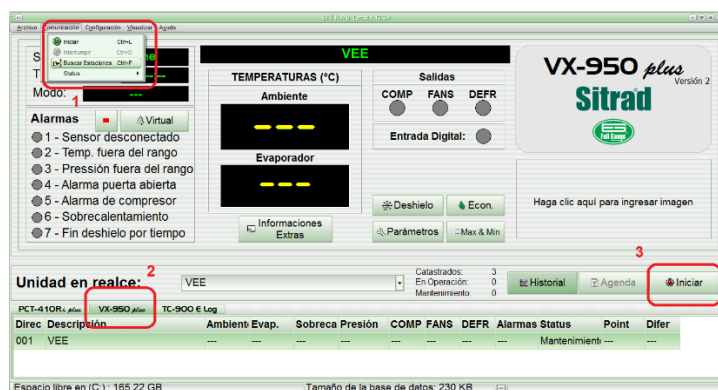 Archivo Comunicación Configuración Visualizar Ayuda
Iniciar Ctrl+L
Interrumpir Ctrl+D
Buscar Estaciones Ctrl+F
Status
1
Modo: ---
VEE
TEMPERATURAS (°C)
Ambiente
---
Evaporador
---
Informaciones
Extras
Salidas
COMP FANS DEFR
Entrada Digital:
Deshielo Econ.
Parámetros Max & Min
VX-950 plus
Versión 2
Sitrad
Full Gauge
Haga clic aquí para ingresar imagen
Alarmas Virtual
1 - Sensor desconectado
2 - Temp. fuera del rango
3 - Pressión fuera del rango
4 - Alarma puerta abierta
5 - Alarma de compresor
6 - Sobrecalentamiento
7 - Fin deshielo por tiempo
3
Unidad en realce: 2 VEE
Catastrados: 3
En Operación: 0
Mantenimiento: 0
Historial Agenda Iniciar
PCT-410Ri plus VX-950 plus TC-900 E Log
Direc Descripción Ambient Evap. Sobreca Presión COMP FANS DEFR Alarmas Status Point Difer
001 VEE --- --- --- --- --- --- --- --- Mantenimient --- ---
Espacio libre en (C:) : 165,22 GB Tamaño de la base de datos: 230 KB